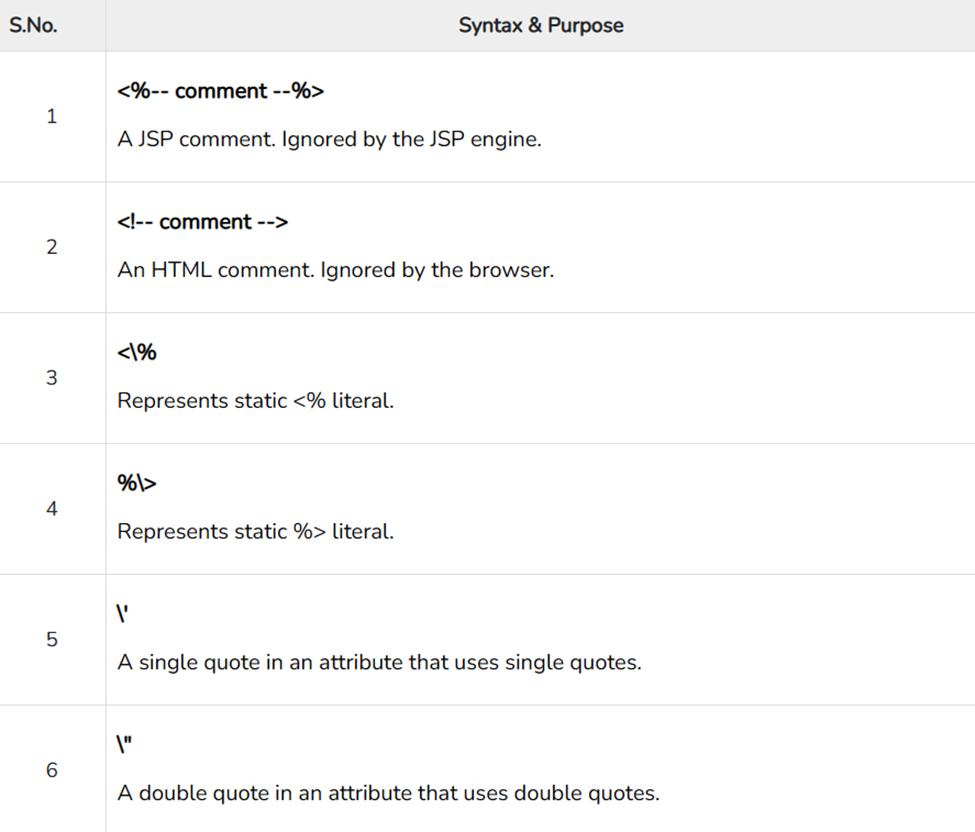 S.No. Syntax & Purpose
1
<%-- comment --%>
A JSP comment. Ignored by the JSP engine.
2
<!-- comment -->
An HTML comment. Ignored by the browser.
3
<\%
Represents static <% literal.
4
%\>
Represents static %> literal.
5
\'
A single quote in an attribute that uses single quotes.
6
\"
A double quote in an attribute that uses double quotes.